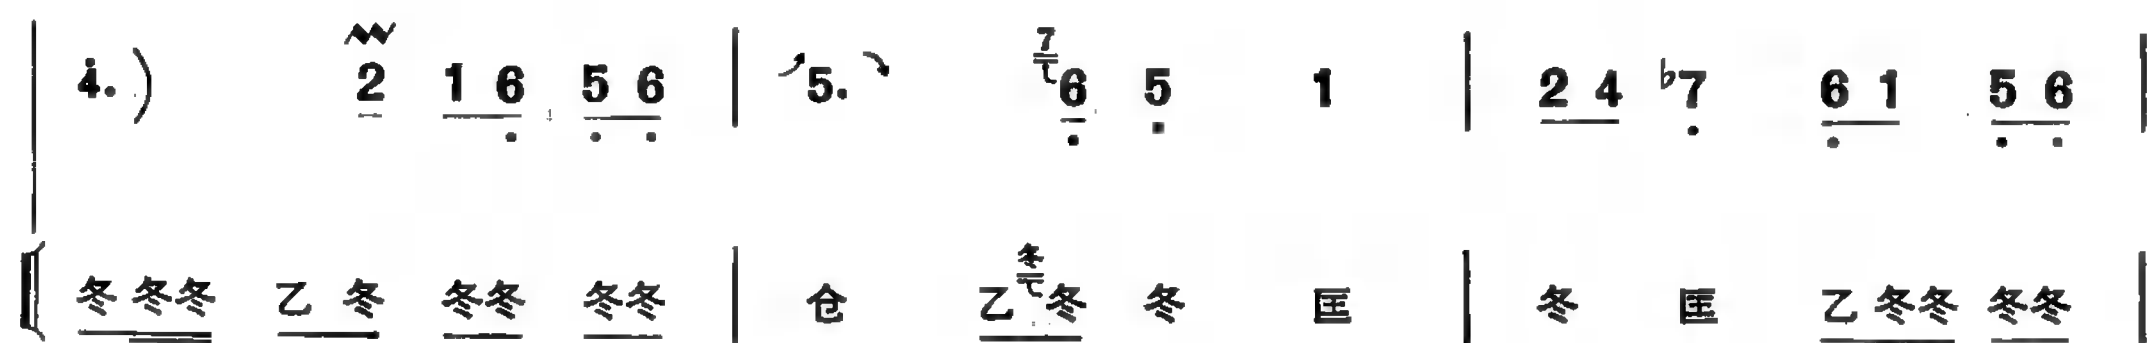 4. ) 2 1 6 5 6 | 5. 7 6 5 1 | 2 4 ♭7 6 1 5 6 |
冬 冬冬 乙 冬 冬冬 冬冬 | 仓 乙 冬 冬 冬 匡 | 冬 匡 乙 冬冬 冬冬 |